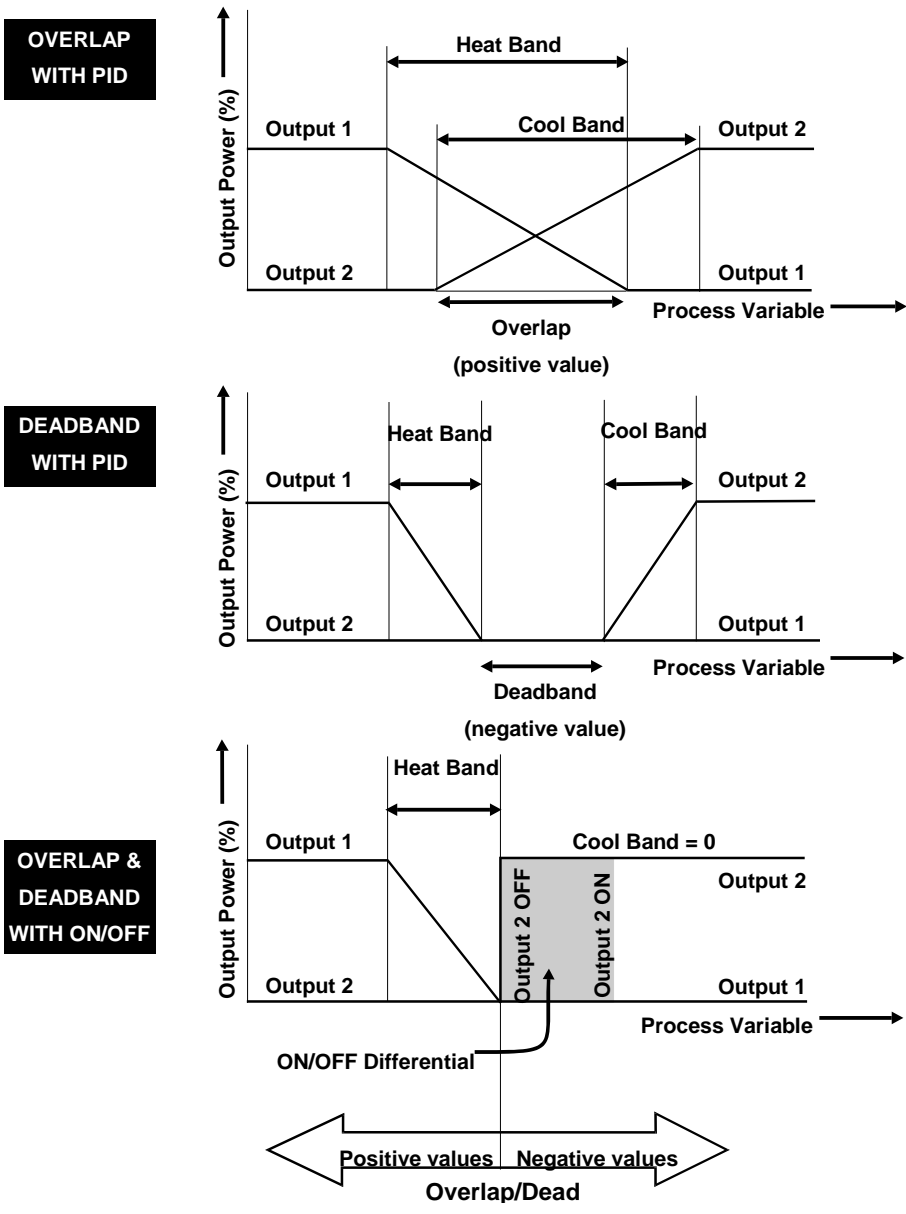 OVERLAP
WITH PID
Output Power (%)
Heat Band
Output 1
Cool Band
Output 2
Output 2
Output 1
Process Variable
Overlap
(positive value)
DEADBAND
WITH PID
Output Power (%)
Heat Band
Cool Band
Output 1
Output 2
Output 2
Output 1
Process Variable
Deadband
(negative value)
OVERLAP &
DEADBAND
WITH ON/OFF
Output Power (%)
Heat Band
Output 1
Cool Band = 0
Output 2
Output 2 OFF
Output 2 ON
Output 2
Output 1
Process Variable
ON/OFF Differential
Positive values
Negative values
Overlap/Dead